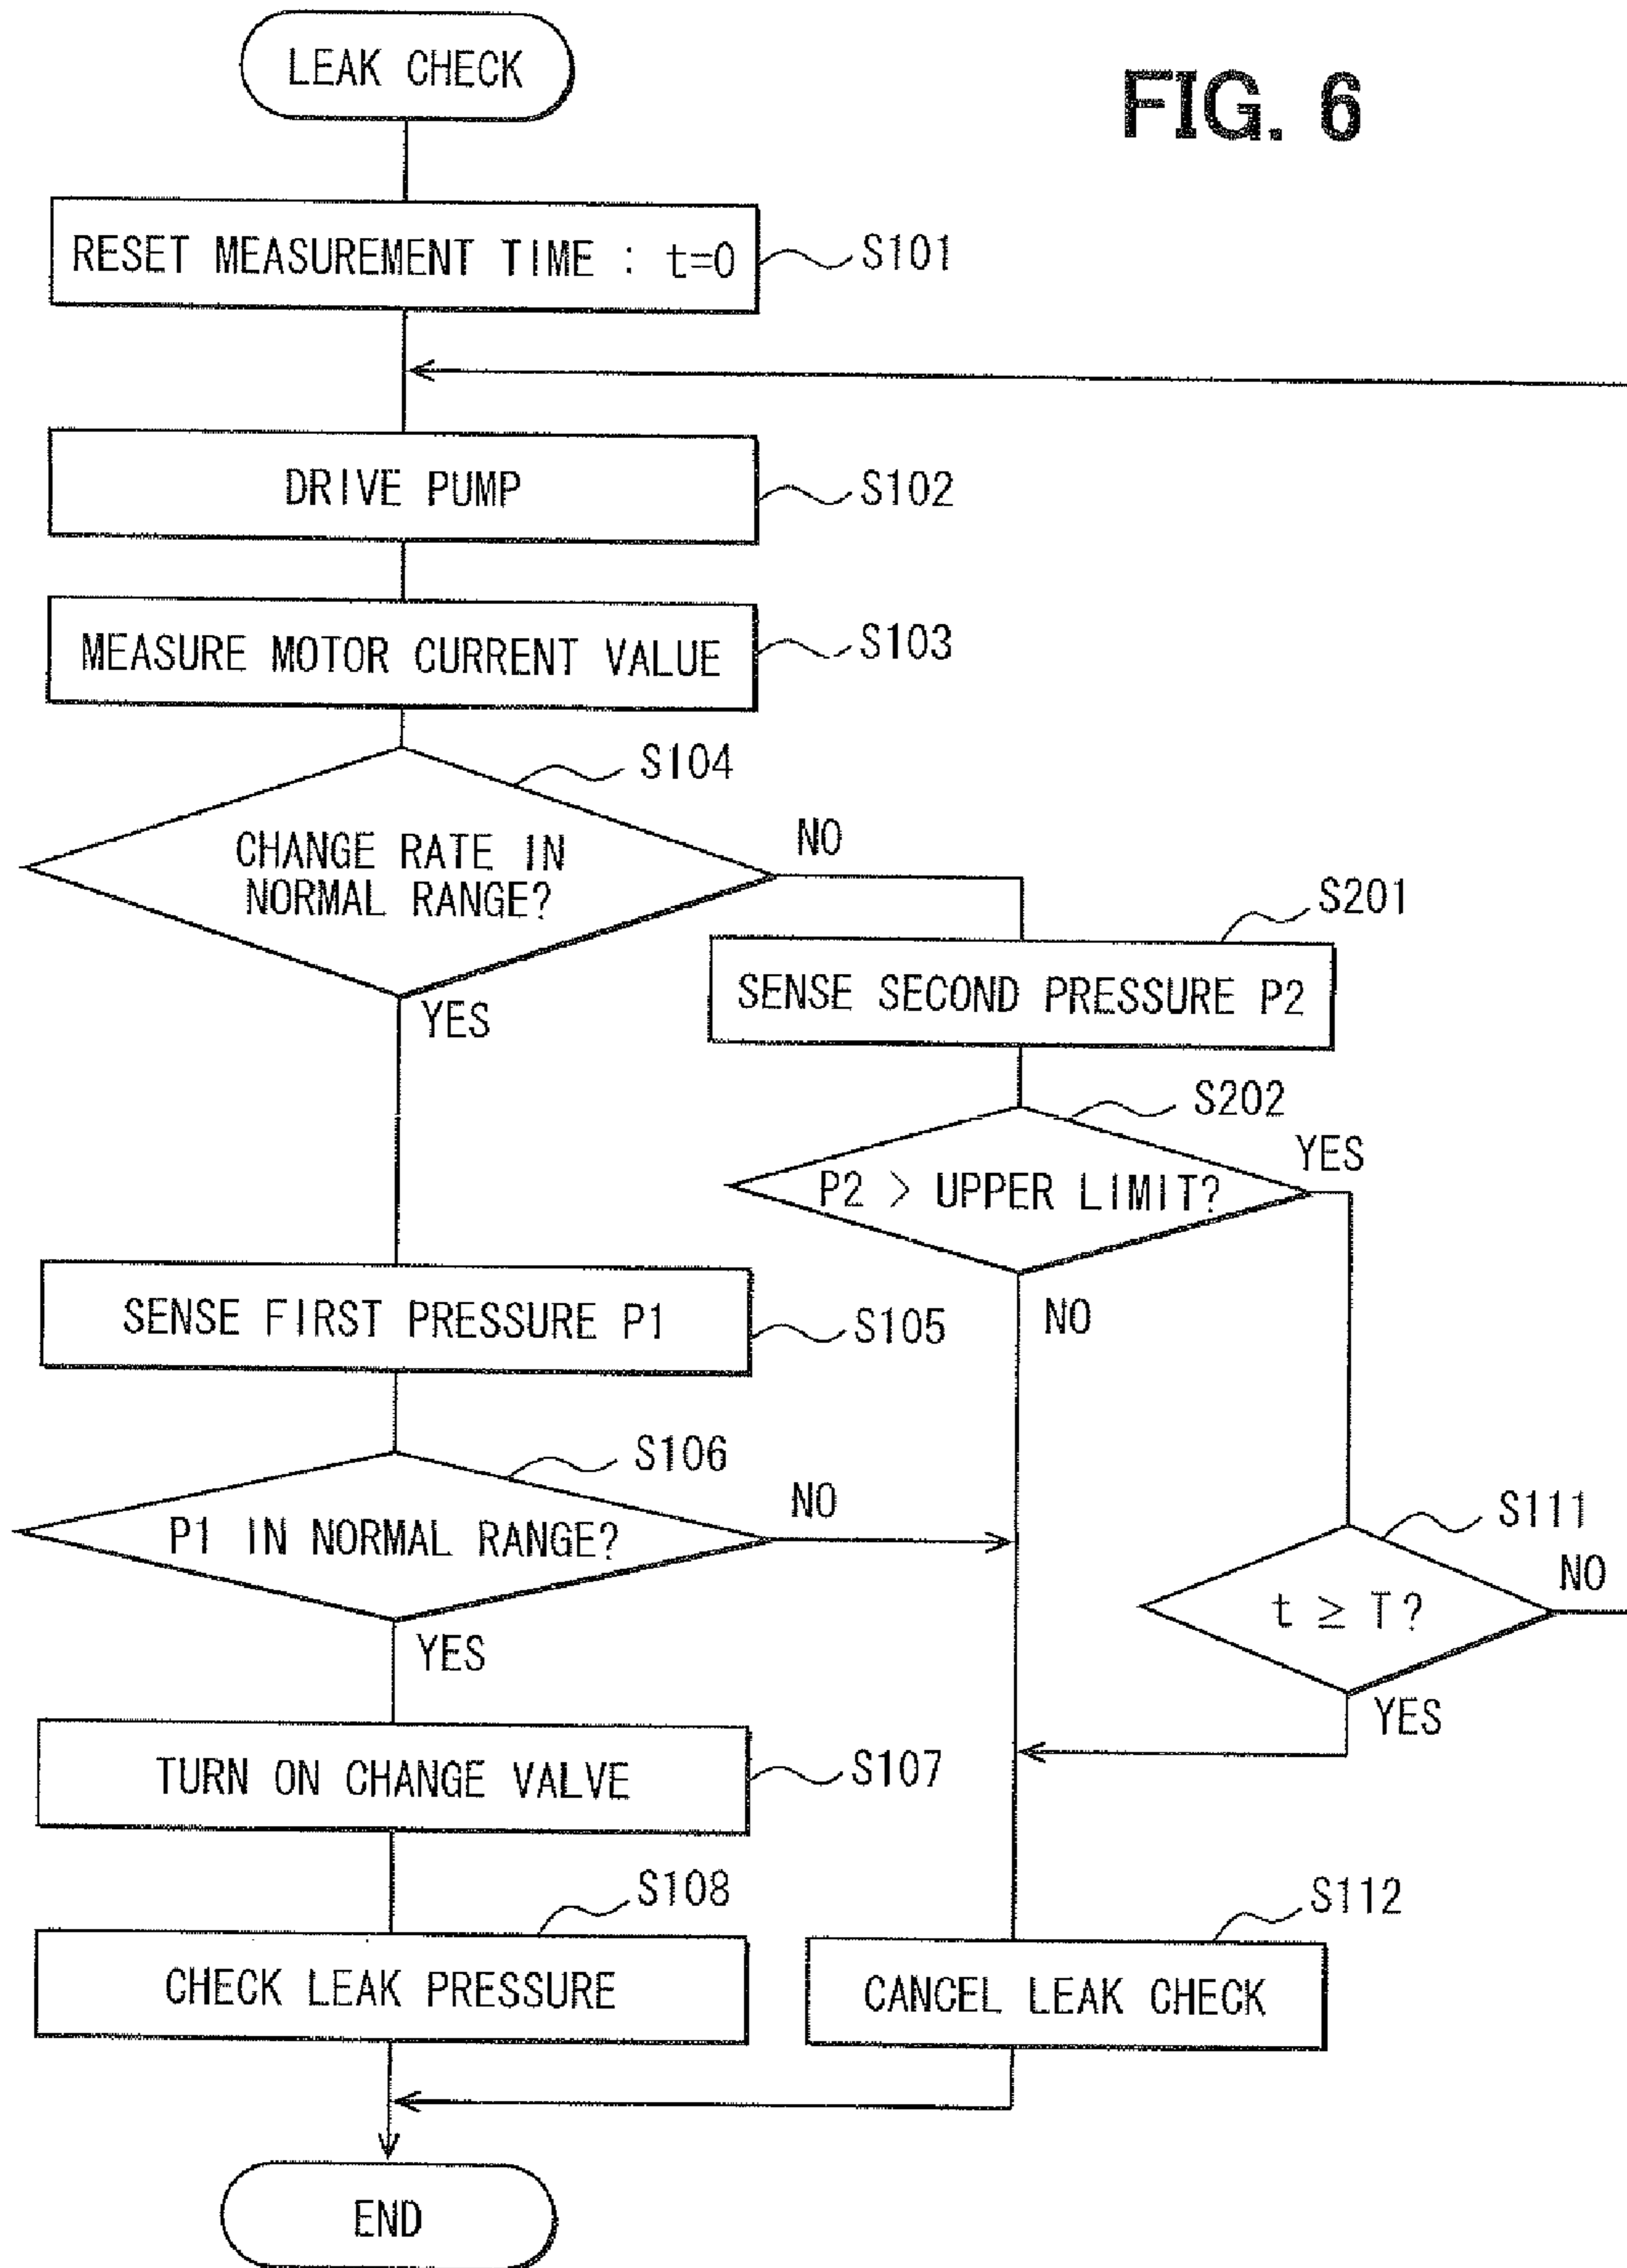 FIG. 6
LEAK CHECK
RESET MEASUREMENT TIME : t=0
S101
DRIVE PUMP
S102
MEASURE MOTOR CURRENT VALUE
S103
S104
CHANGE RATE IN
NORMAL RANGE?
NO
YES
S201
SENSE SECOND PRESSURE P2
S202
P2 > UPPER LIMIT?
YES
NO
SENSE FIRST PRESSURE P1
S105
S106
P1 IN NORMAL RANGE?
NO
YES
S111
t ≥ T?
NO
YES
TURN ON CHANGE VALVE
S107
S108
CHECK LEAK PRESSURE
S112
CANCEL LEAK CHECK
END